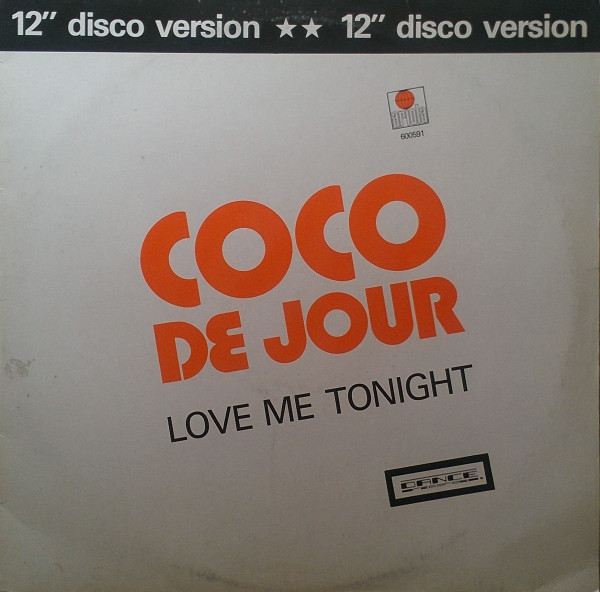 12" disco version ★★ 12" disco version
ariola
600591
COCO
DE JOUR
LOVE ME TONIGHT
DANCE